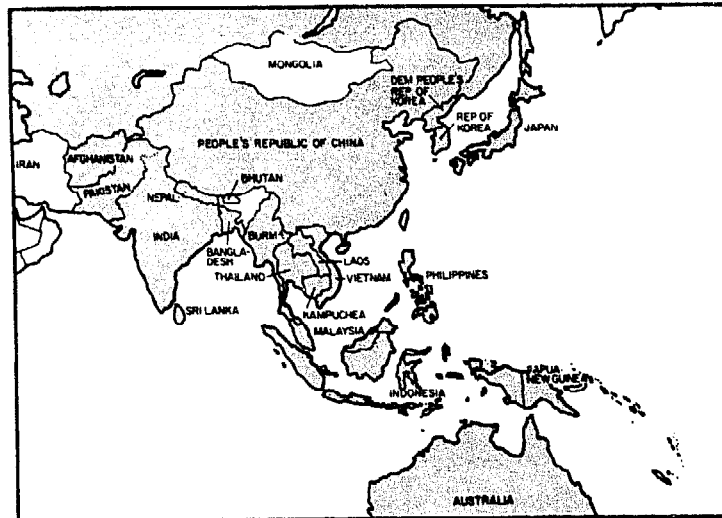 MONGOLIA
DEM PEOPLE'S
REP OF
KOREA
REP OF
KOREA
JAPAN
PEOPLE'S REPUBLIC OF CHINA
IRAN
AFGHANISTAN
PAKISTAN
NEPAL
BHUTAN
INDIA
BANGLA-
DESH
BURM
LAOS
THAILAND
VIETNAM
PHILIPPINES
SRI LANKA
KAMPUCHEA
MALAYSIA
INDONESIA
PAPUA
NEW GUINEA
AUSTRALIA